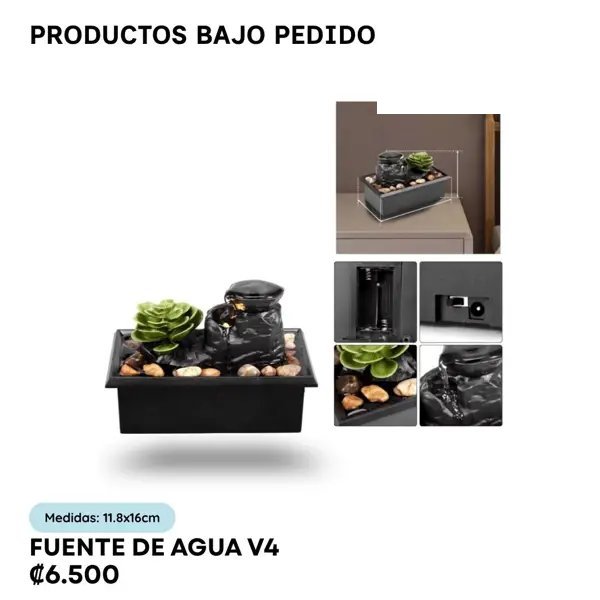 PRODUCTOS BAJO PEDIDO
Medidas: 11.8x16cm
FUENTE DE AGUA V4
₡6.500